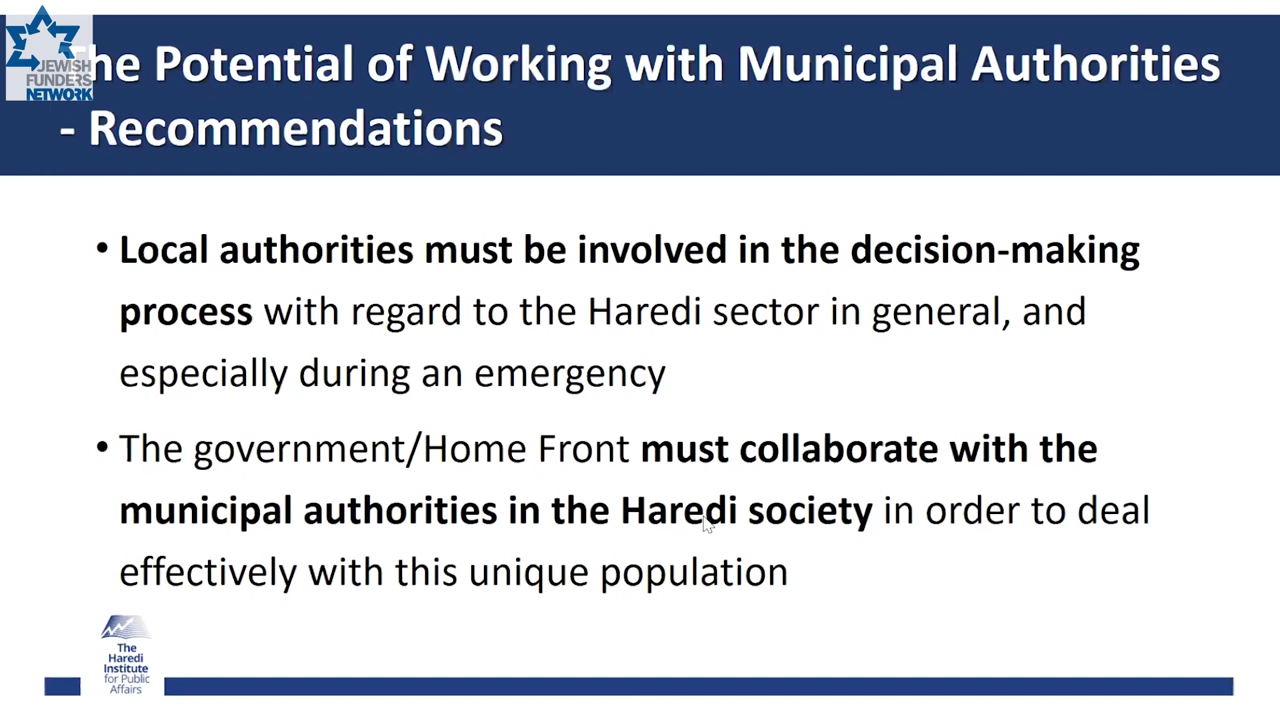 JEWISH
FUNDERS
NETWORK
he Potential of Working with Municipal Authorities
- Recommendations
• Local authorities must be involved in the decision-making
process with regard to the Haredi sector in general, and
especially during an emergency
• The government/Home Front must collaborate with the
municipal authorities in the Haredi society in order to deal
effectively with this unique population
The
Haredi
Institute
for Public
Affairs